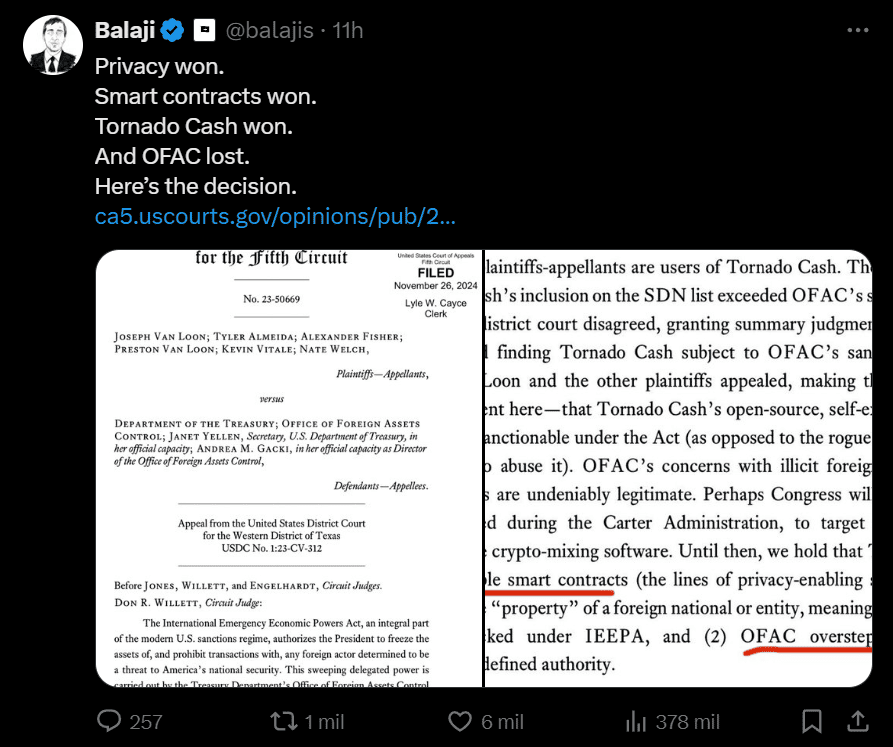 Balaji @balajis · 11h
Privacy won.
Smart contracts won.
Tornado Cash won.
And OFAC lost.
Here’s the decision.
ca5.uscourts.gov/opinions/pub/2...
for the Fifth Circuit
United States Court of Appeals
Fifth Circuit
FILED
November 26, 2024
Lyle W. Cayce
Clerk
No. 23-50669
Joseph Van Loon; Tyler Almeida; Alexander Fisher;
Preston Van Loon; Kevin Vitale; Nate Welch,
Plaintiffs—Appellants,
versus
Department of the Treasury; Office of Foreign Assets
Control; Janet Yellen, Secretary, U.S. Department of Treasury, in
her official capacity; Andrea M. Gacki, in her official capacity as Director
of the Office of Foreign Assets Control,
Defendants—Appellees.
Appeal from the United States District Court
for the Western District of Texas
USDC No. 1:23-CV-312
Before Jones, Willett, and Engelhardt, Circuit Judges.
Don R. Willett, Circuit Judge:
The International Emergency Economic Powers Act, an integral part
of the modern U.S. sanctions regime, authorizes the President to freeze the
assets of, and prohibit transactions with, any foreign actor determined to be
a threat to America’s national security. This sweeping delegated power is
carried out by the Treasury Department’s Office of Foreign Assets Control
laintiffs-appellants are users of Tornado Cash. Th
sh’s inclusion on the SDN list exceeded OFAC’s s
istrict court disagreed, granting summary judgmen
finding Tornado Cash subject to OFAC’s san
Loon and the other plaintiffs appealed, making t
ent here—that Tornado Cash’s open-source, self-e
anctionable under the Act (as opposed to the rogue
o abuse it). OFAC’s concerns with illicit foreig
s are undeniably legitimate. Perhaps Congress wil
d during the Carter Administration, to target
crypto-mixing software. Until then, we hold that
le smart contracts (the lines of privacy-enabling
“property” of a foreign national or entity, meaning
ked under IEEPA, and (2) OFAC overstep
defined authority.
257 1 mil 6 mil 378 mil